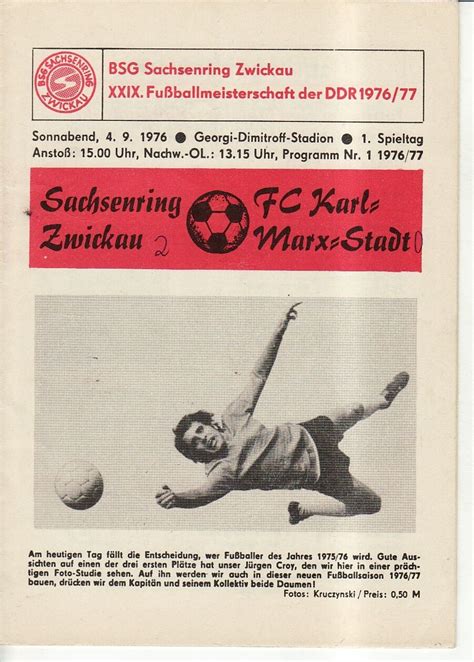 BSG SACHSENRING
ZWICKAU
BSG Sachsenring Zwickau
XXIX. Fußballmeisterschaft der DDR 1976/77
Sonnabend, 4. 9. 1976 ● Georgi-Dimitroff-Stadion ● 1. Spieltag
Anstoß: 15.00 Uhr, Nachw.-OL.: 13.15 Uhr, Programm Nr. 1 1976/77
Sachsenring
Zwickau 2
FC Karl=
Marx=Stadt 0
Am heutigen Tag fällt die Entscheidung, wer Fußballer des Jahres 1975/76 wird. Gute Aus-
sichten auf einen der drei ersten Plätze hat unser Jürgen Croy, den wir hier in einer präch-
tigen Foto-Studie sehen. Auf ihn werden wir auch in dieser neuen Fußballsaison 1976/77
bauen, drücken wir dem Kapitän und seinem Kollektiv beide Daumen!
Fotos: Kruczynski / Preis: 0,50 M